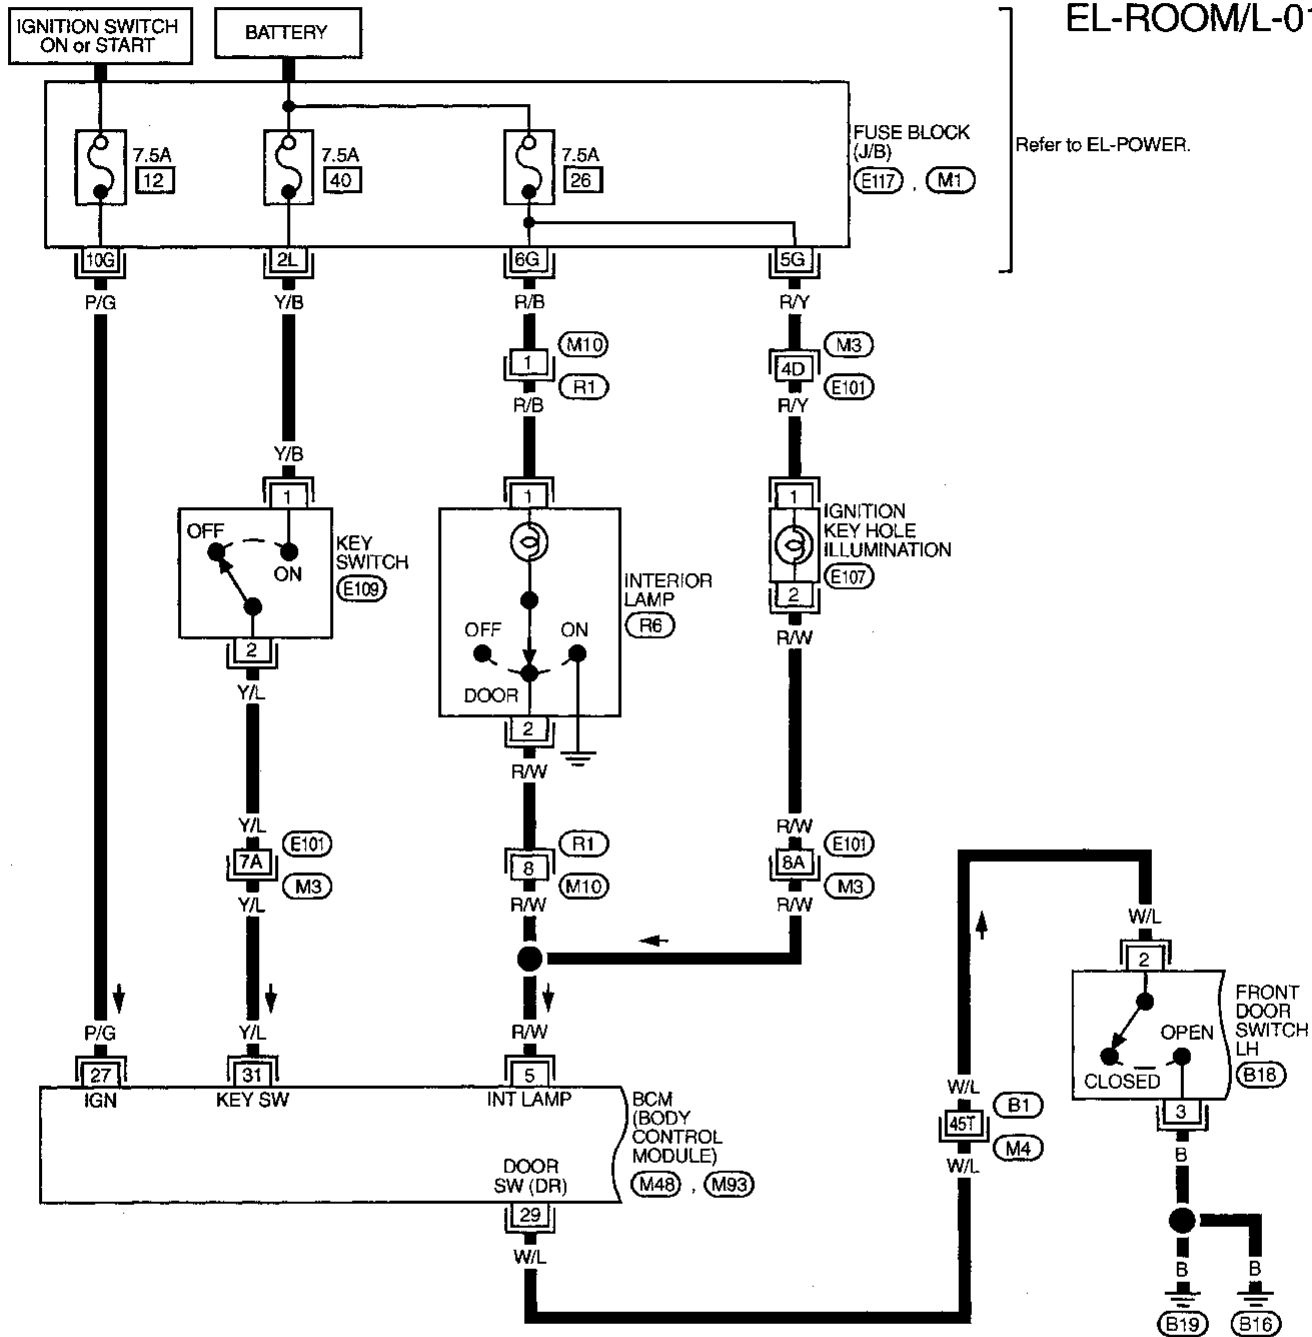 EL-ROOM/L-01
IGNITION SWITCH
ON or START
BATTERY
7.5A
12
7.5A
40
7.5A
26
FUSE BLOCK
(J/B)
E117 , M1
Refer to EL-POWER.
10G
2L
6G
5G
P/G
Y/B
R/B
R/Y
1
M10
R1
4D
M3
E101
R/B
R/Y
Y/B
1
1
1
OFF
ON
KEY
SWITCH
E109
INTERIOR
LAMP
R6
OFF
ON
DOOR
IGNITION
KEY HOLE
ILLUMINATION
E107
2
2
2
Y/L
R/W
R/W
Y/L
R/W
7A
E101
M3
8
R1
M10
8A
E101
M3
Y/L
R/W
R/W
W/L
2
FRONT
DOOR
SWITCH
LH
B18
OPEN
CLOSED
3
P/G
Y/L
R/W
27
31
5
IGN
KEY SW
INT LAMP
BCM
(BODY
CONTROL
MODULE)
M48 , M93
DOOR
SW (DR)
29
W/L
W/L
45T
B1
M4
W/L
B
B
B
B19
B16